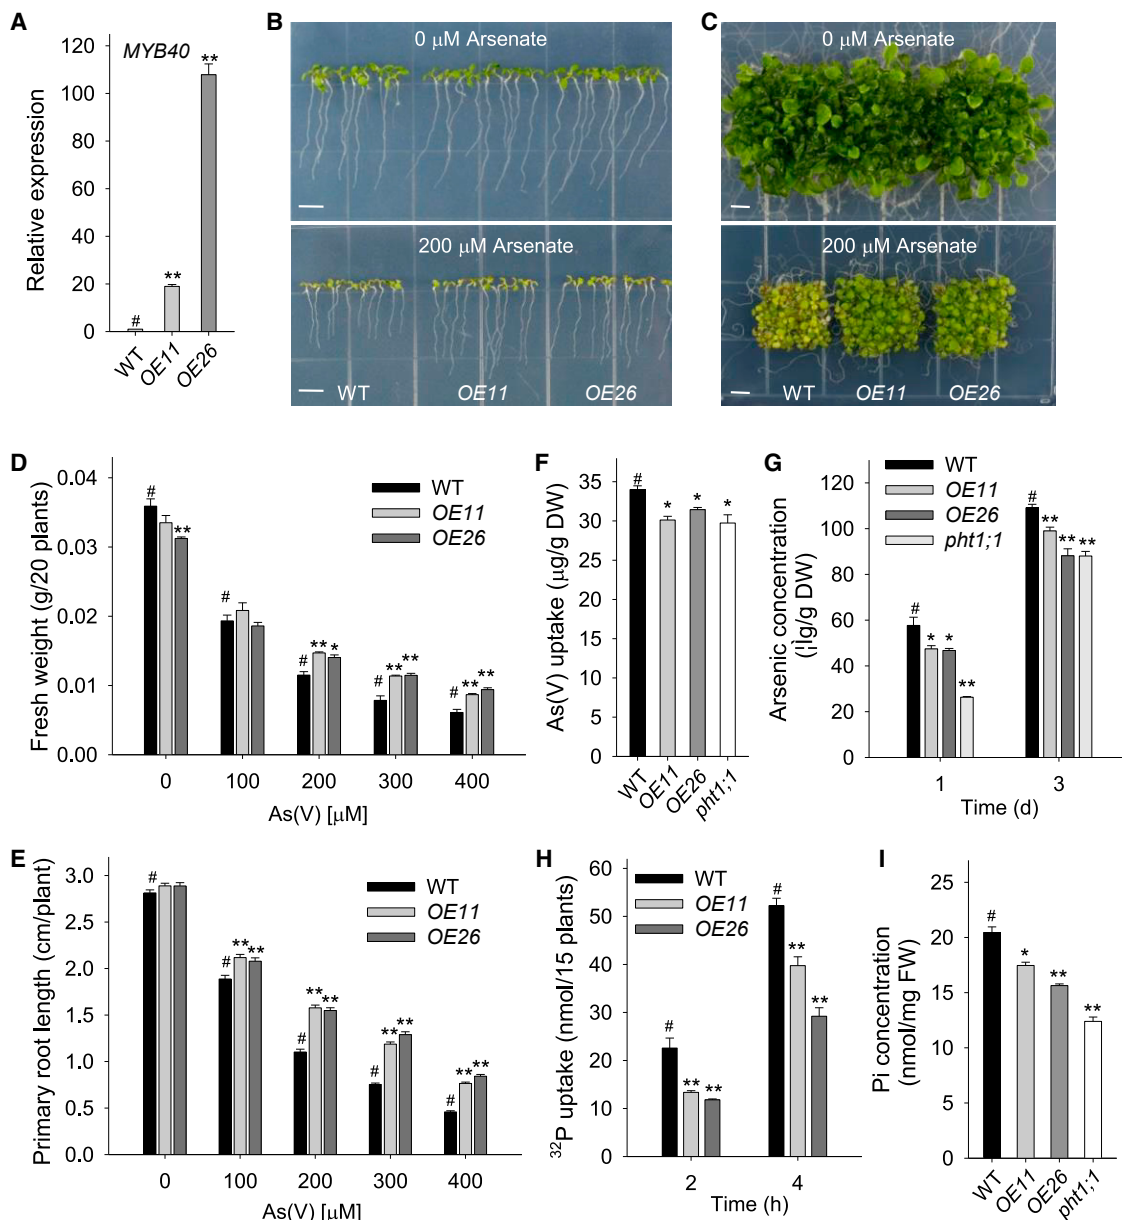 A
MYB40
Relative expression
120
100
80
60
40
20
0
#
**
**
WT
OE11
OE26
B
0 μM Arsenate
200 μM Arsenate
WT OE11 OE26
C
0 μM Arsenate
200 μM Arsenate
WT OE11 OE26
D
Fresh weight (g/20 plants)
0.04
0.03
0.02
0.01
0.00
WT
OE11
OE26
# **
#
# ** *
# ** **
# ** **
0 100 200 300 400
As(V) [μM]
F
As(V) uptake (μg/g DW)
35
30
25
20
15
10
5
0
# * * *
WT
OE11
OE26
pht1;1
G
Arsenic concentration
(¦Ìg/g DW)
120
100
80
60
40
20
0
WT
OE11
OE26
pht1;1
# * * **
# ** ** **
1 3
Time (d)
E
Primary root length (cm/plant)
3.0
2.5
2.0
1.5
1.0
0.5
0.0
WT
OE11
OE26
#
# ** **
# ** **
# ** **
# ** **
0 100 200 300 400
As(V) [μM]
H
32P uptake (nmol/15 plants)
60
50
40
30
20
10
0
WT
OE11
OE26
# ** **
# ** **
2 4
Time (h)
I
Pi concentration
(nmol/mg FW)
25
20
15
10
5
0
# * ** **
WT
OE11
OE26
pht1;1